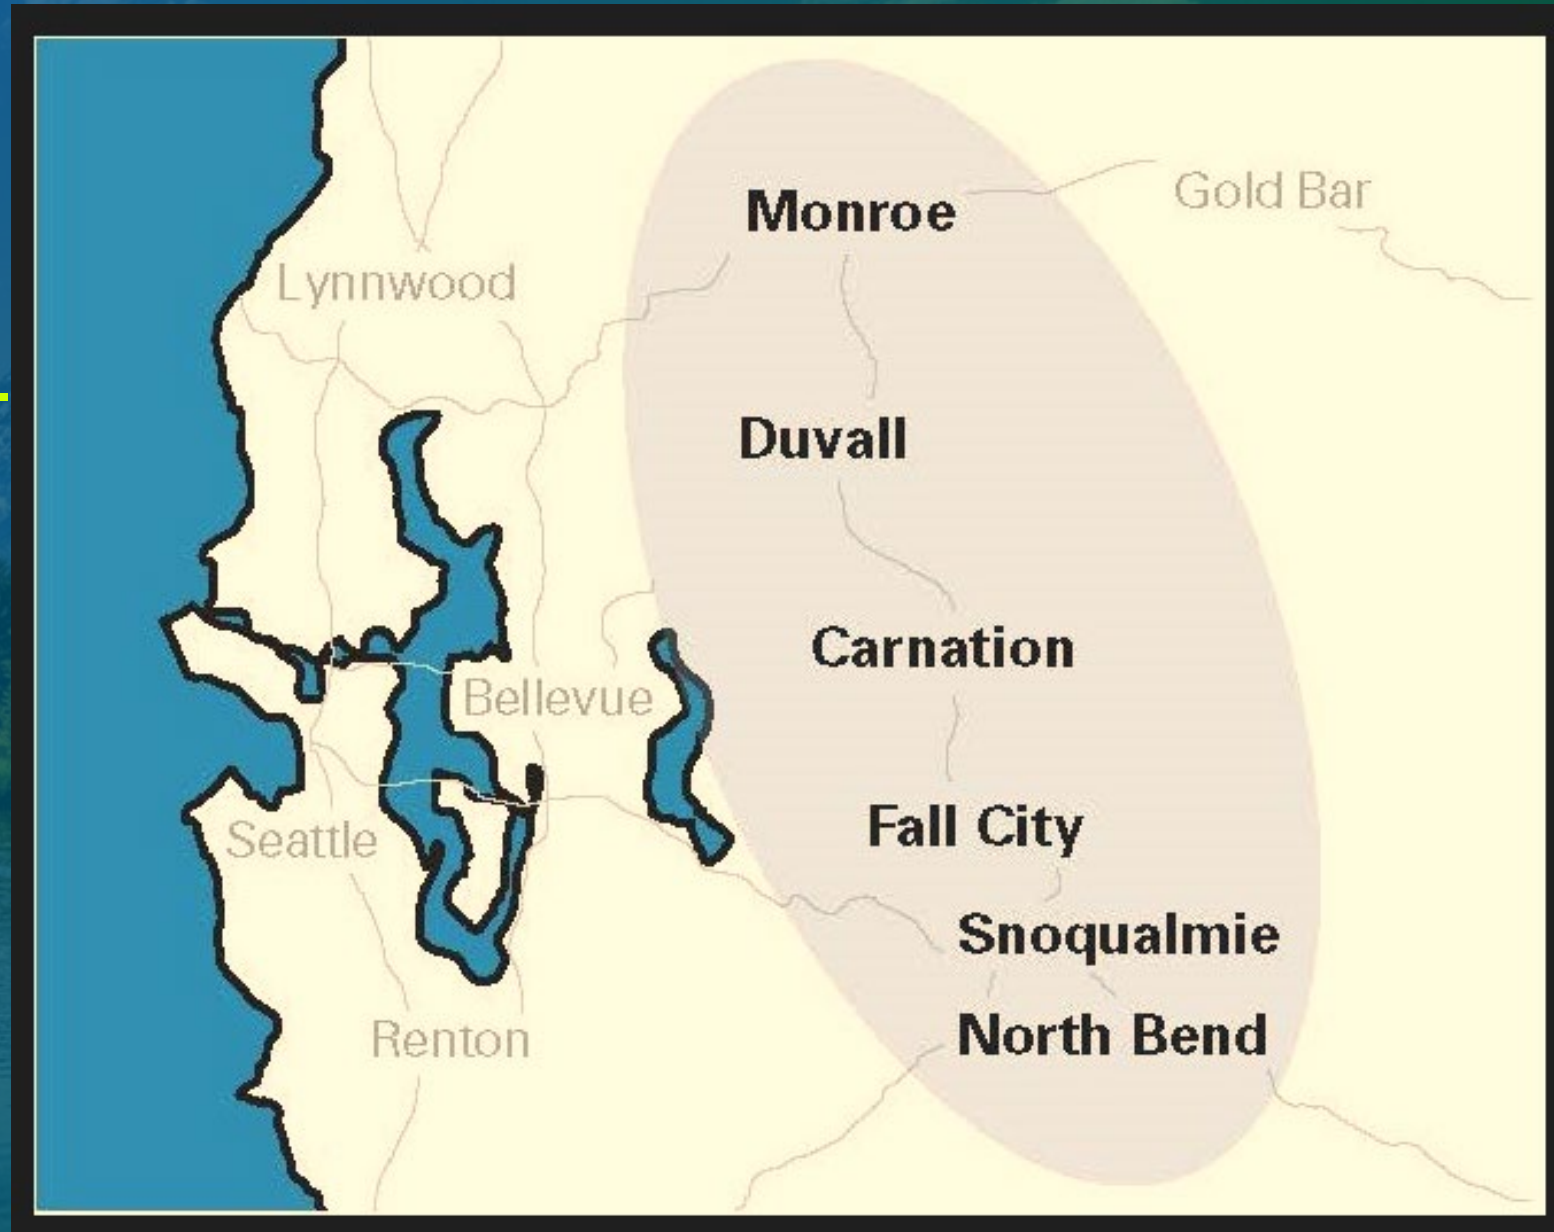 Monroe
Gold Bar
Lynnwood
Duvall
Carnation
Bellevue
Fall City
Seattle
Snoqualmie
North Bend
Renton